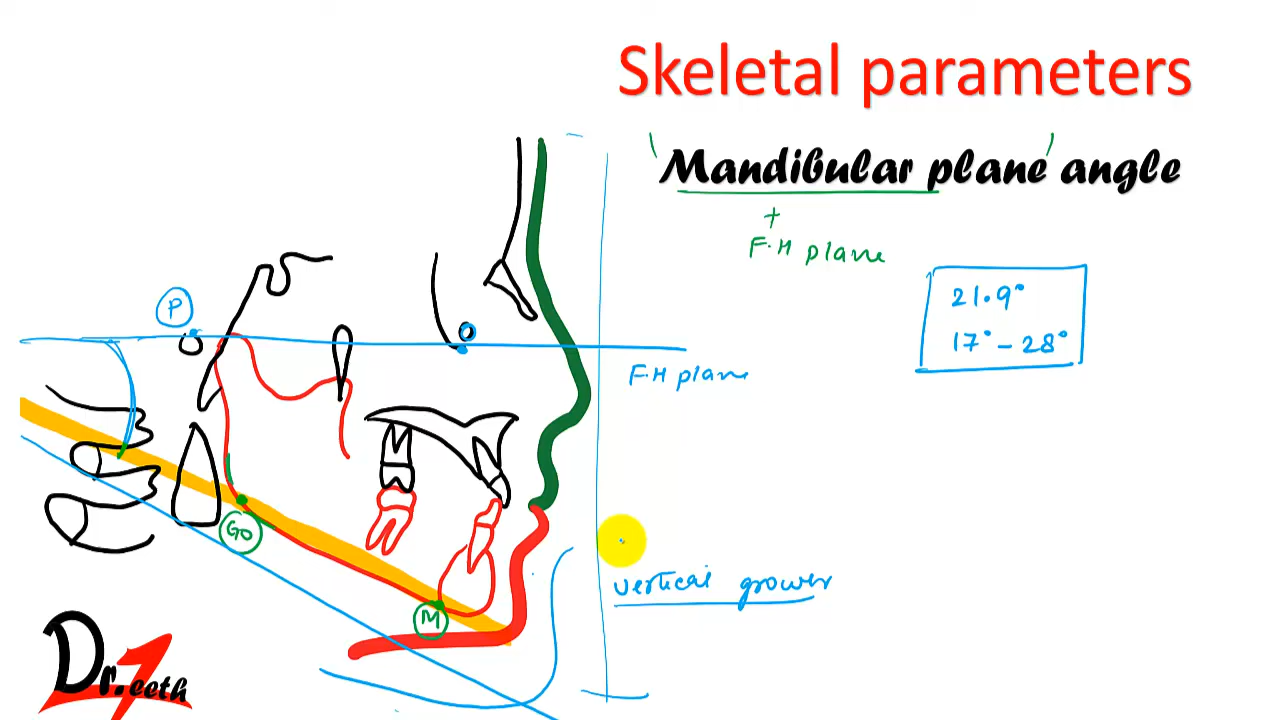 Skeletal parameters
'Mandibular plane' angle
+
F.H plane
21.9°
17° - 28°
P
O
F.H plane
Go
M
vertical grower
Dr.
eeth